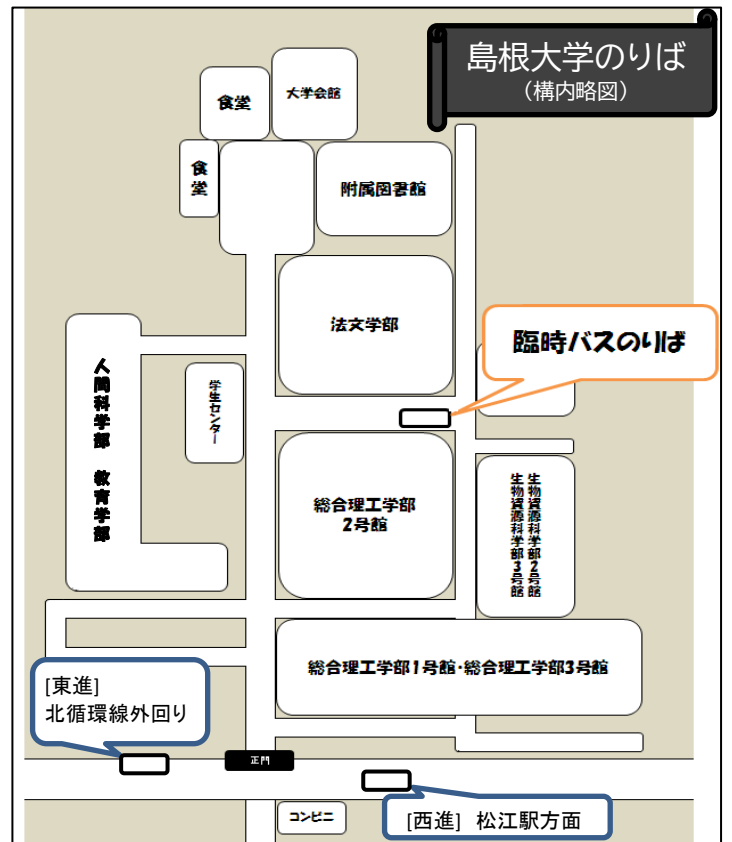 島根大学のりば
（構内略図）
食堂
大学会館
食堂
附属図書館
法文学部
臨時バスのりば
人間科学部 教育学部
学生センター
総合理工学部
2号館
生物資源科学部2号館
生物資源科学部3号館
総合理工学部1号館・総合理工学部3号館
[東進]
北循環線外回り
正門
コンビニ
[西進] 松江駅方面